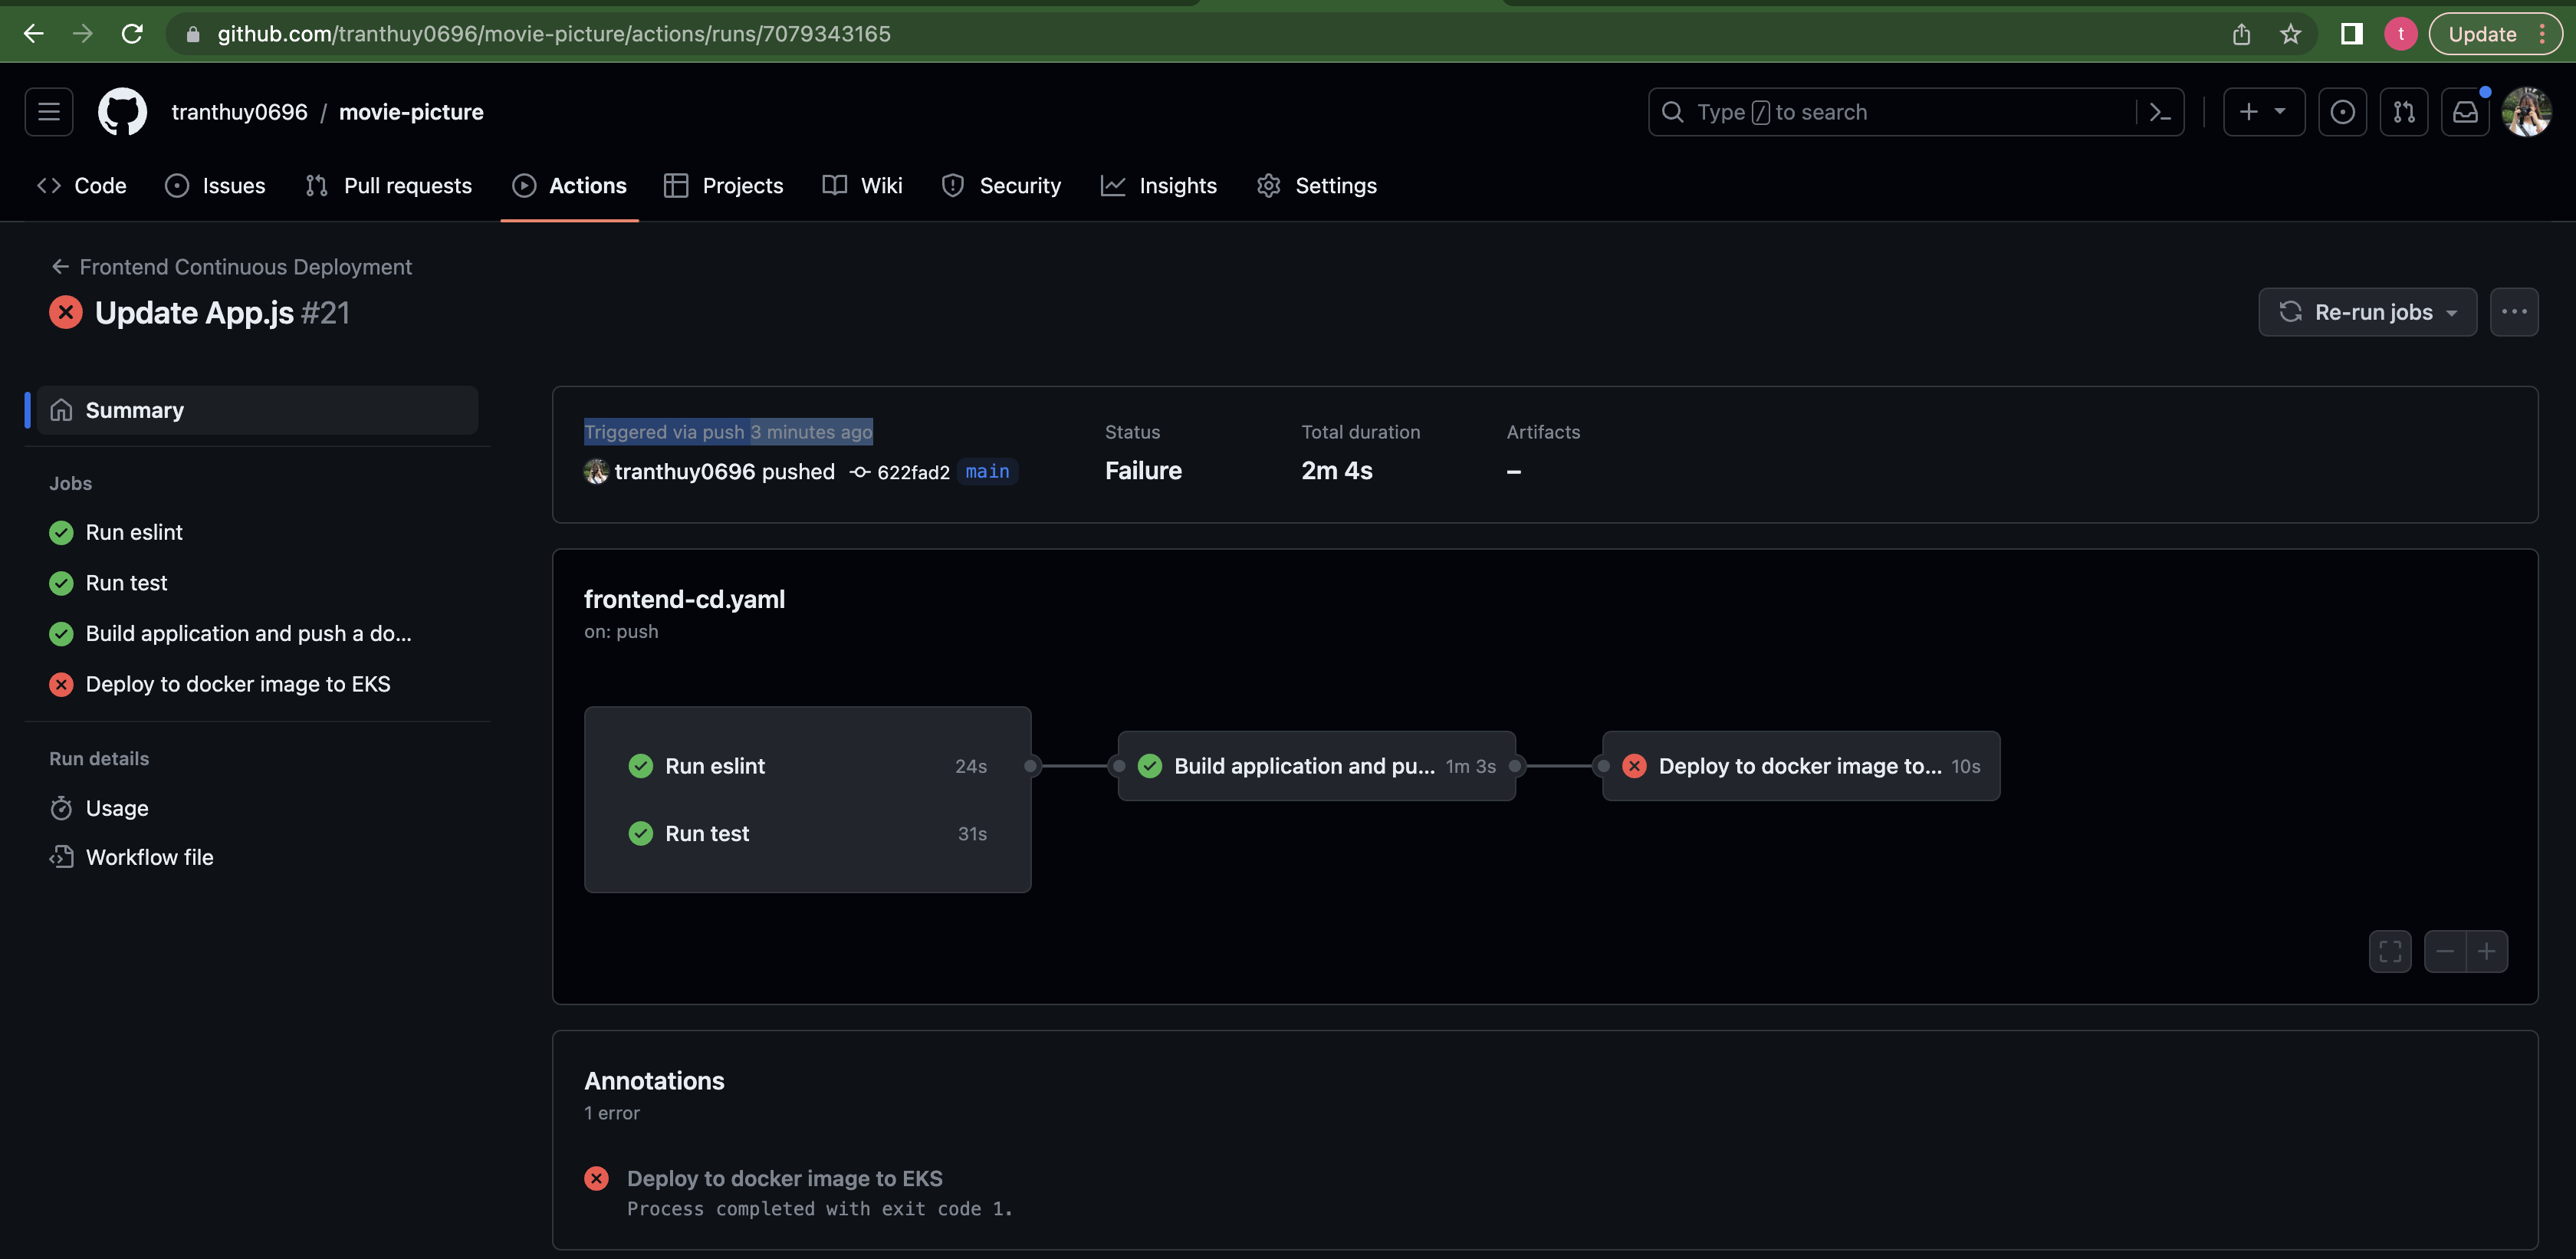 github.com/tranthuy0696/movie-picture/actions/runs/7079343165
t
Update
tranthuy0696 / movie-picture
Type / to search
Code
Issues
Pull requests
Actions
Projects
Wiki
Security
Insights
Settings
Frontend Continuous Deployment
Update App.js #21
Re-run jobs
Summary
Jobs
Run eslint
Run test
Build application and push a do...
Deploy to docker image to EKS
Run details
Usage
Workflow file
Triggered via push 3 minutes ago
tranthuy0696 pushed 622fad2 main
Status
Failure
Total duration
2m 4s
Artifacts
–
frontend-cd.yaml
on: push
Run eslint 24s
Run test 31s
Build application and pu... 1m 3s
Deploy to docker image to... 10s
Annotations
1 error
Deploy to docker image to EKS
Process completed with exit code 1.